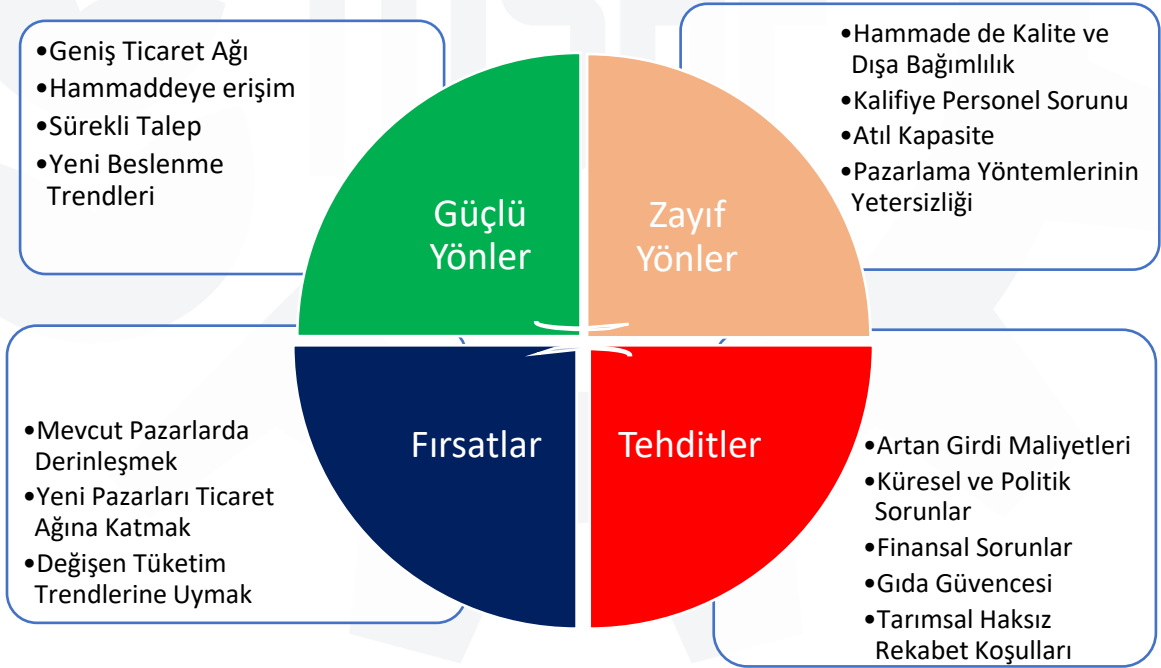 •Geniş Ticaret Ağı
•Hammaddeye erişim
•Sürekli Talep
•Yeni Beslenme
Trendleri
Güçlü
Yönler
•Hammade de Kalite ve
Dışa Bağımlılık
•Kalifiye Personel Sorunu
•Atıl Kapasite
•Pazarlama Yöntemlerinin
Yetersizliği
Zayıf
Yönler
•Mevcut Pazarlarda
Derinleşmek
•Yeni Pazarları Ticaret
Ağına Katmak
•Değişen Tüketim
Trendlerine Uymak
Fırsatlar
Tehditler
•Artan Girdi Maliyetleri
•Küresel ve Politik
Sorunlar
•Finansal Sorunlar
•Gıda Güvencesi
•Tarımsal Haksız
Rekabet Koşulları